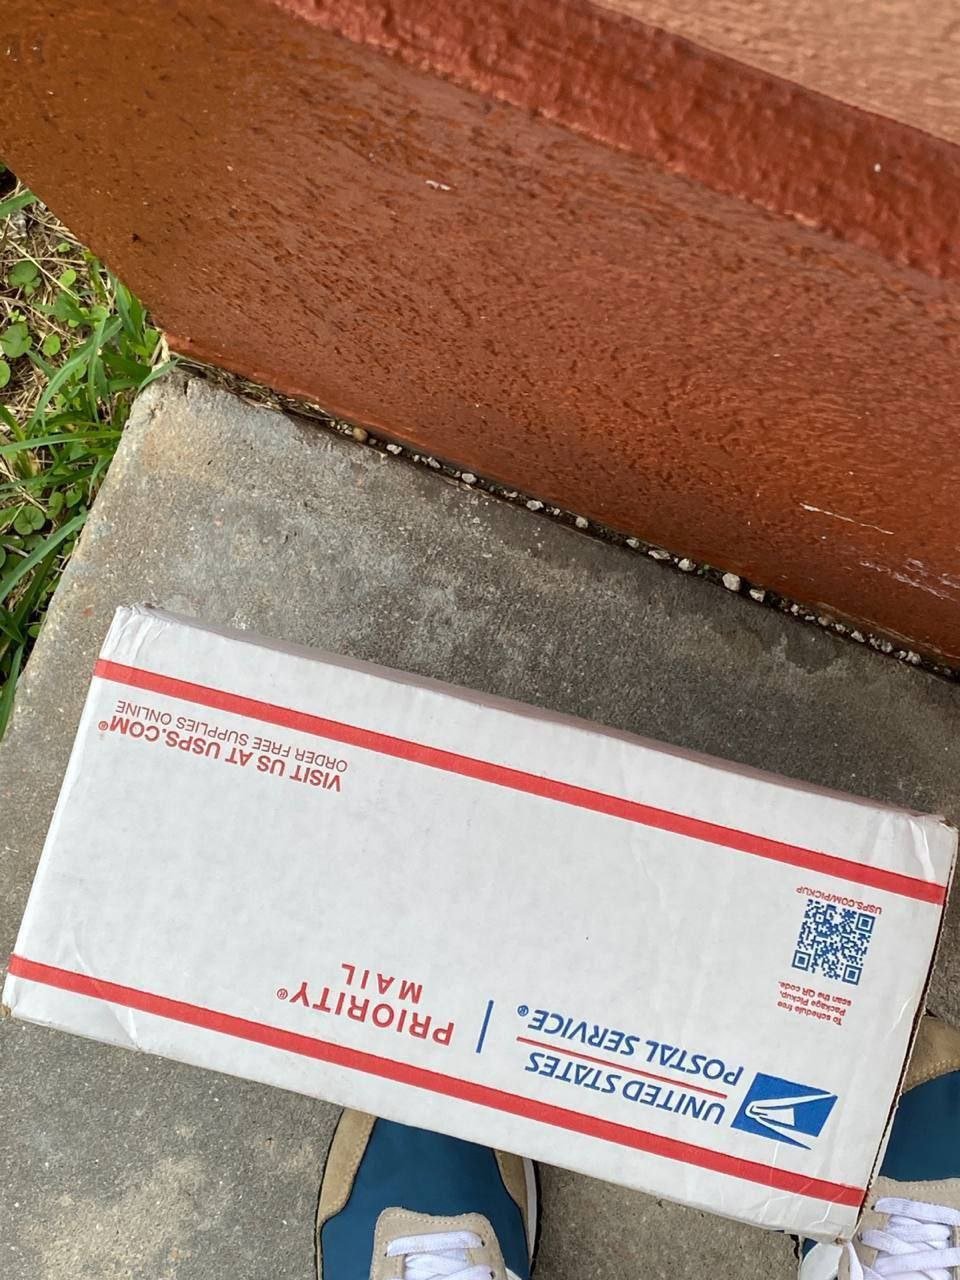 UNITED STATES
POSTAL SERVICE®
PRIORITY®
MAIL
To schedule free
Package Pickup,
scan the QR code.
USPS.COM/PICKUP
VISIT US AT USPS.COM®
ORDER FREE SUPPLIES ONLINE